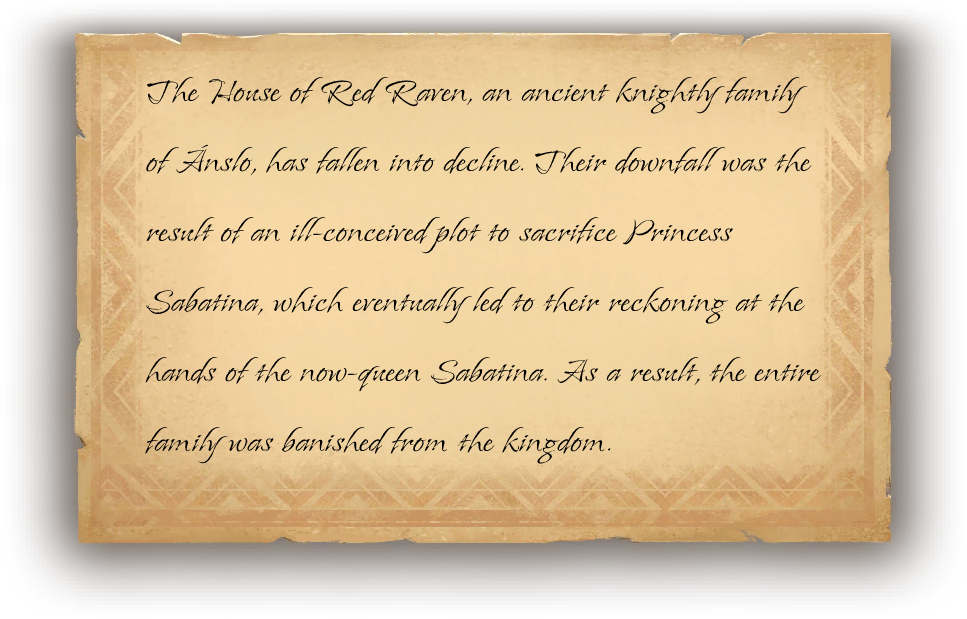 The House of Red Raven, an ancient knightly family
of Ánslo, has fallen into decline. Their downfall was the
result of an ill-conceived plot to sacrifice Princess
Sabatina, which eventually led to their reckoning at the
hands of the now-queen Sabatina. As a result, the entire
family was banished from the kingdom.